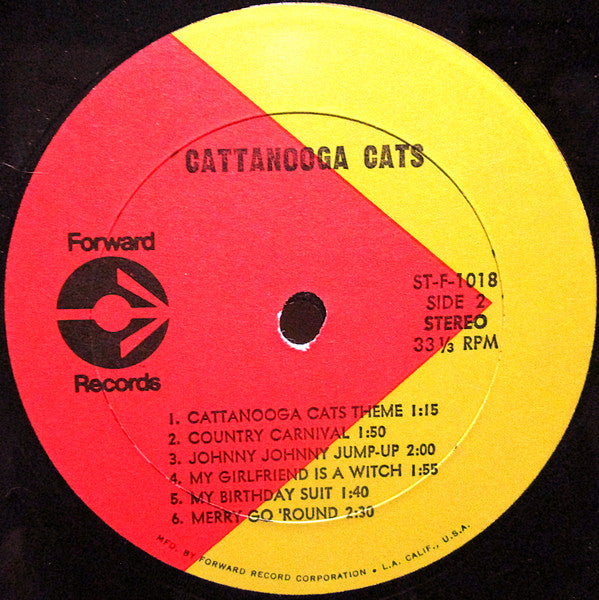 CATTANOOGA CATS
Forward
Records
ST-F-1018
SIDE 2
STEREO
33 1/3 RPM
1. CATTANOOGA CATS THEME 1:15
2. COUNTRY CARNIVAL 1:50
3. JOHNNY JOHNNY JUMP-UP 2:00
4. MY GIRLFRIEND IS A WITCH 1:55
5. MY BIRTHDAY SUIT 1:40
6. MERRY GO 'ROUND 2:30
MFD. BY FORWARD RECORD CORPORATION • L.A. CALIF., U.S.A.